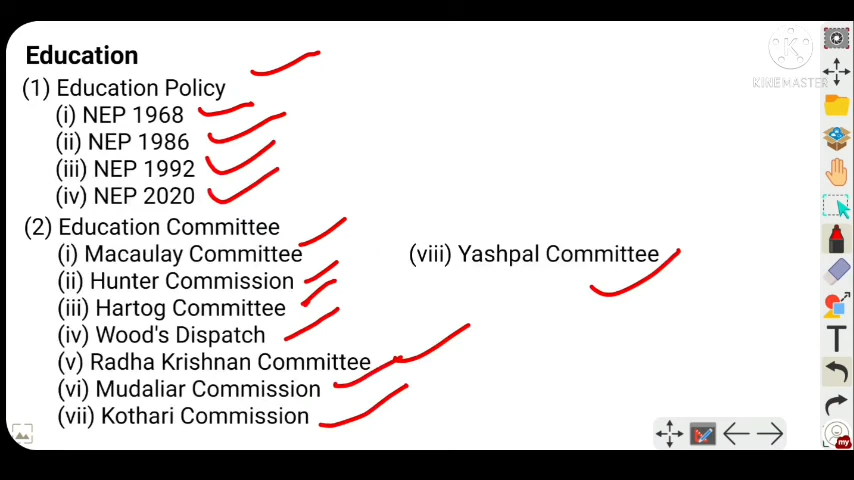 Education
(1) Education Policy
(i) NEP 1968
(ii) NEP 1986
(iii) NEP 1992
(iv) NEP 2020
(2) Education Committee
(i) Macaulay Committee
(ii) Hunter Commission
(iii) Hartog Committee
(iv) Wood's Dispatch
(v) Radha Krishnan Committee
(vi) Mudaliar Commission
(vii) Kothari Commission
(viii) Yashpal Committee
K
KINEMASTER
T
my